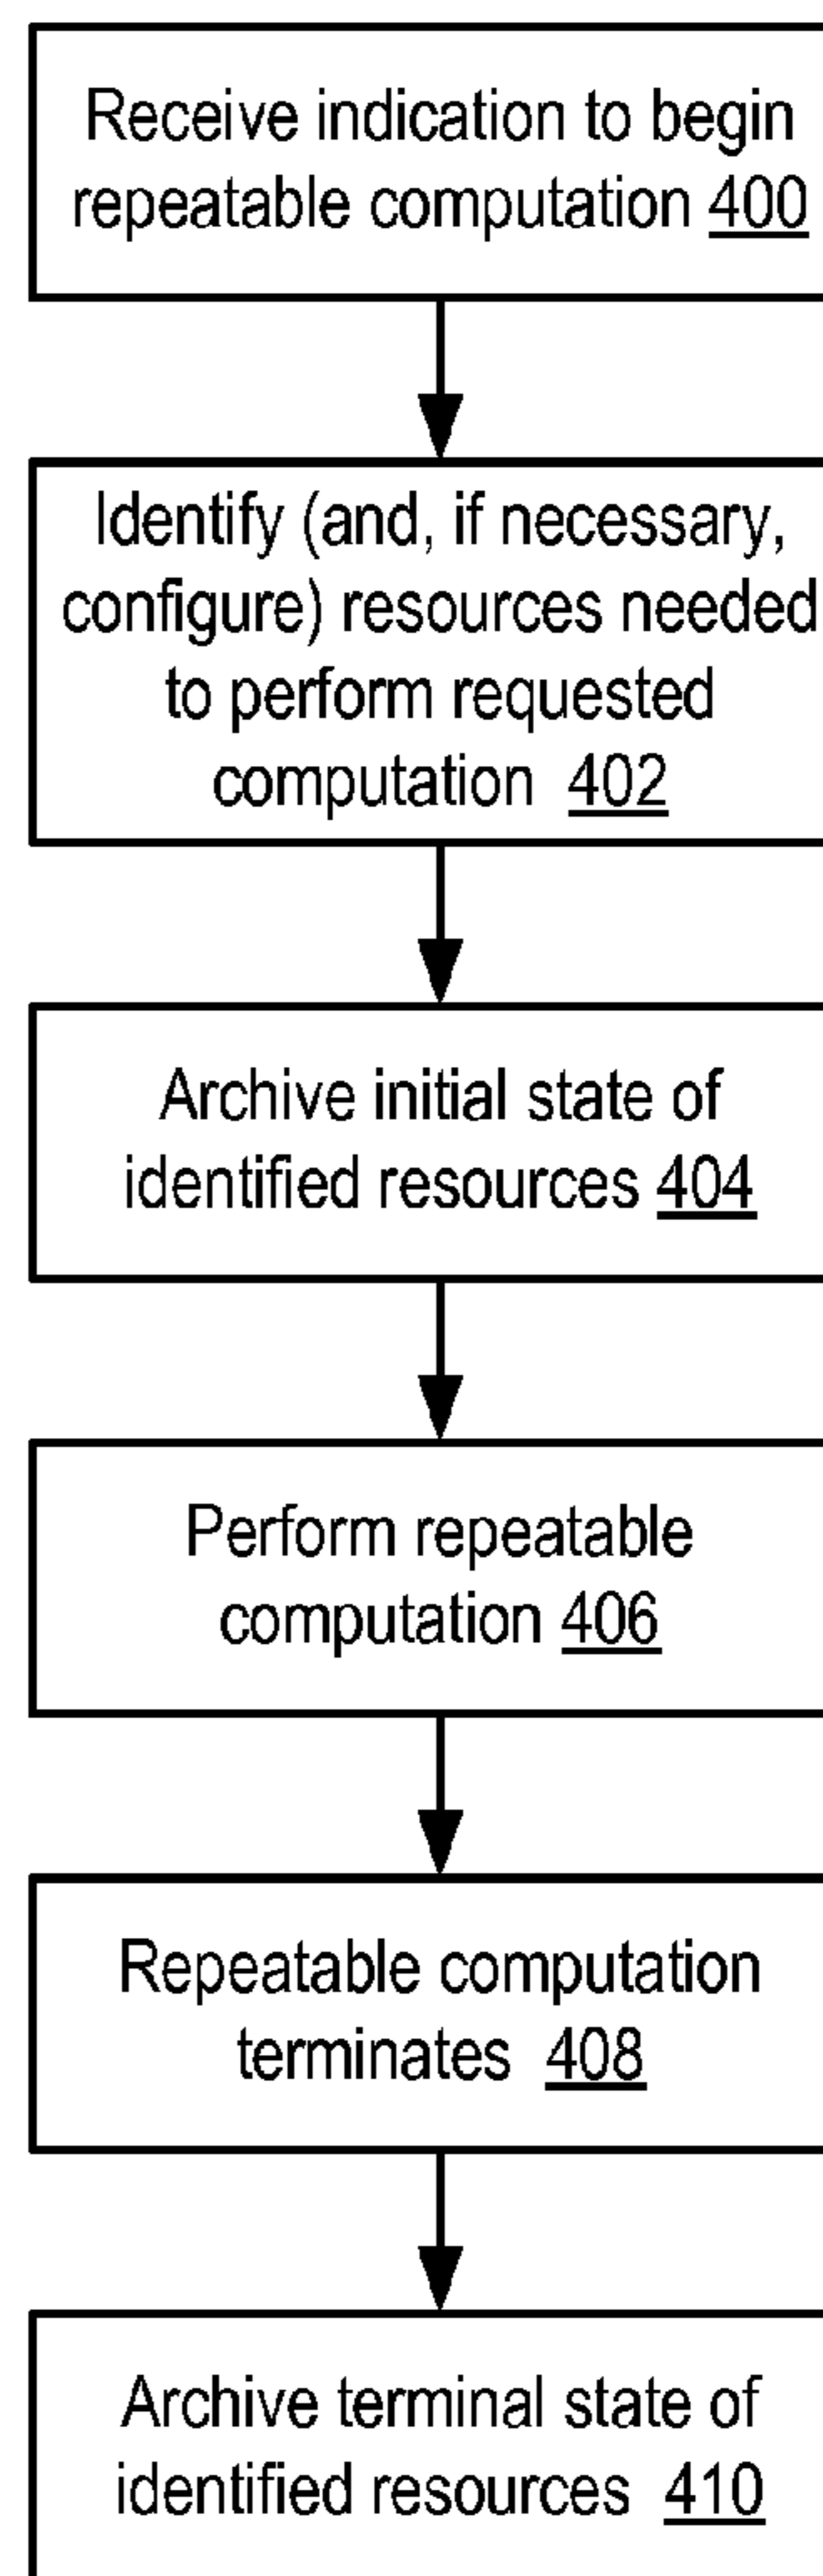 Receive indication to begin
repeatable computation 400
Identify (and, if necessary,
configure) resources needed
to perform requested
computation 402
Archive initial state of
identified resources 404
Perform repeatable
computation 406
Repeatable computation
terminates 408
Archive terminal state of
identified resources 410